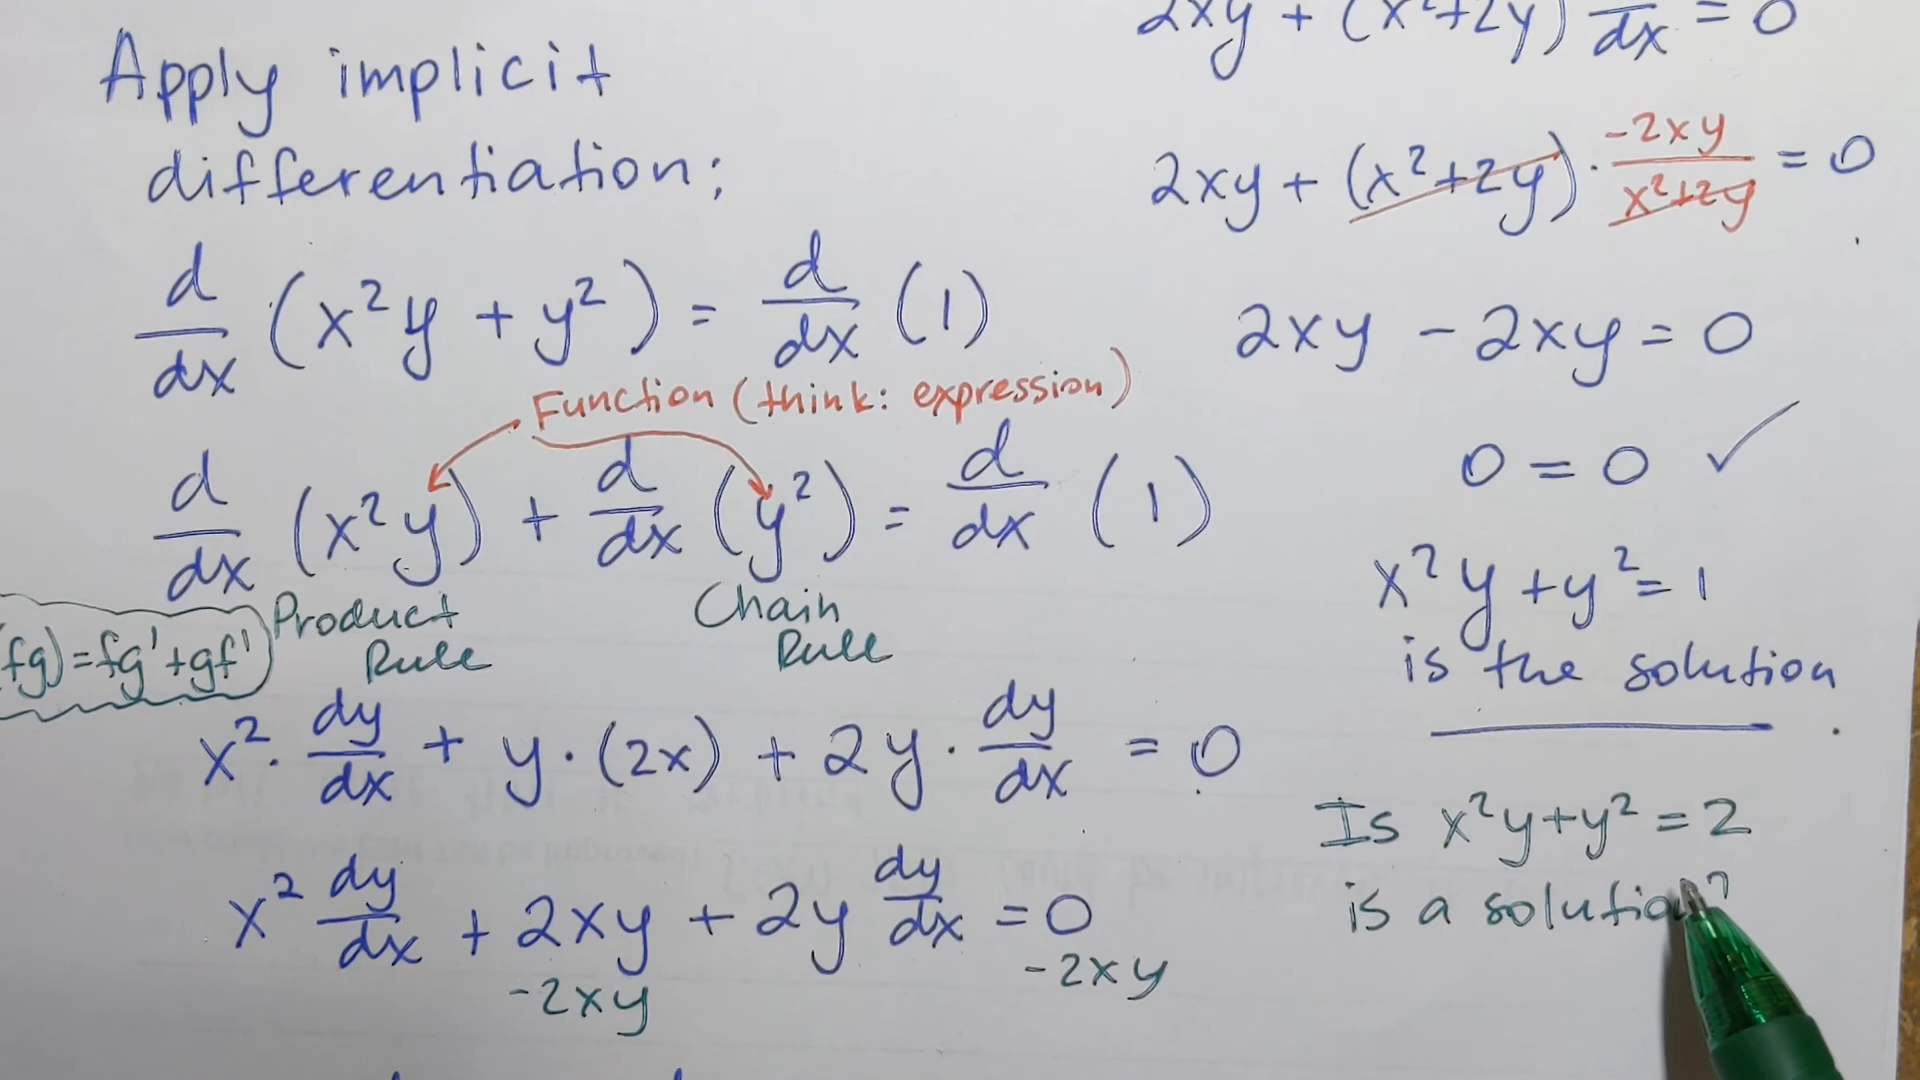 Apply implicit
differentiation:
d/dx (x²y + y²) = d/dx (1)
Function (think: expression)
d/dx (x²y) + d/dx (y²) = d/dx (1)
Product Rule
Chain Rule
(fg)=fg'+gf'
x² · dy/dx + y · (2x) + 2y · dy/dx = 0
x² dy/dx + 2xy + 2y dy/dx = 0
-2xy -2xy
2xy + (x²+2y) dy/dx = 0
2xy + (x²+2y) · -2xy/x²+2y = 0
2xy - 2xy = 0
0 = 0 ✓
x²y + y² = 1
is the solution
Is x²y+y² = 2
is a solution?